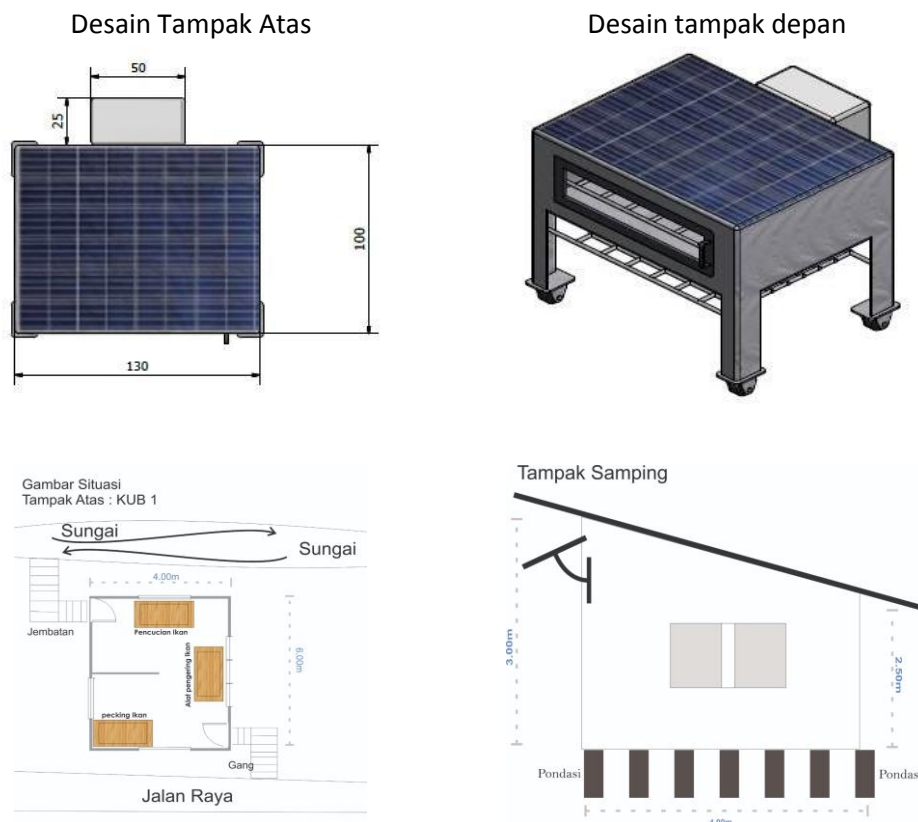 Desain Tampak Atas
Desain tampak depan
50
25
100
130
Gambar Situasi
Tampak Atas : KUB 1
Sungai
Sungai
4.00m
Jembatan
Pencucian Ikan
Alat pengering Ikan
6.00m
pecking Ikan
Gang
Jalan Raya
Tampak Samping
3.00m
2.50m
Pondasi
Pondasi
4.00m